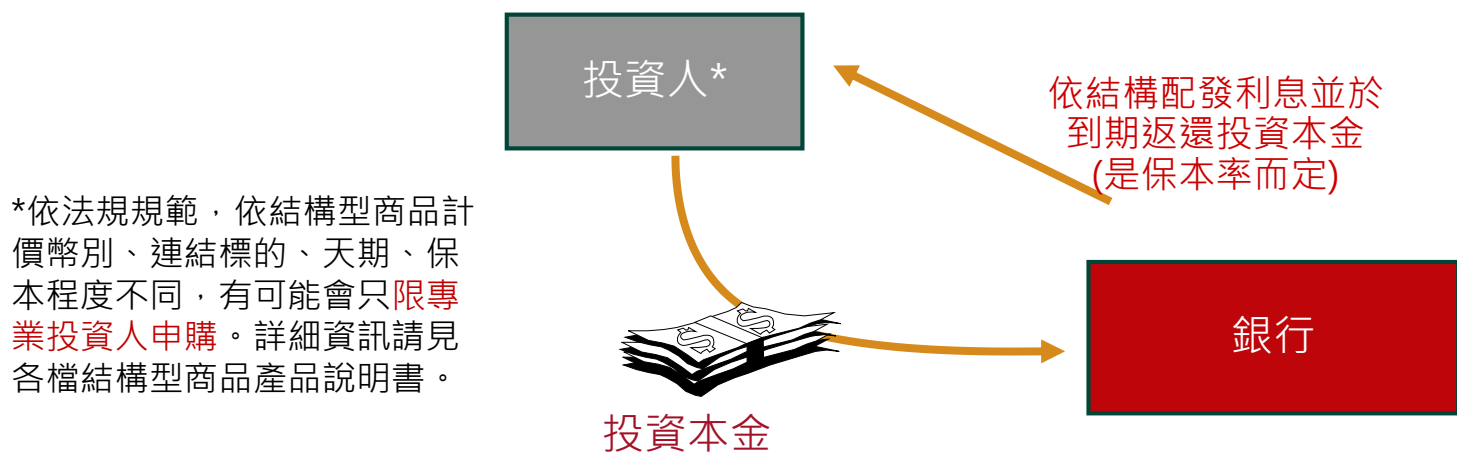 投資人*
依結構配發利息並於
到期返還投資本金
(是保本率而定)
*依法規規範，依結構型商品計
價幣別、連結標的、天期、保
本程度不同，有可能會只限專
業投資人申購。詳細資訊請見
各檔結構型商品產品說明書。
銀行
$ $
投資本金